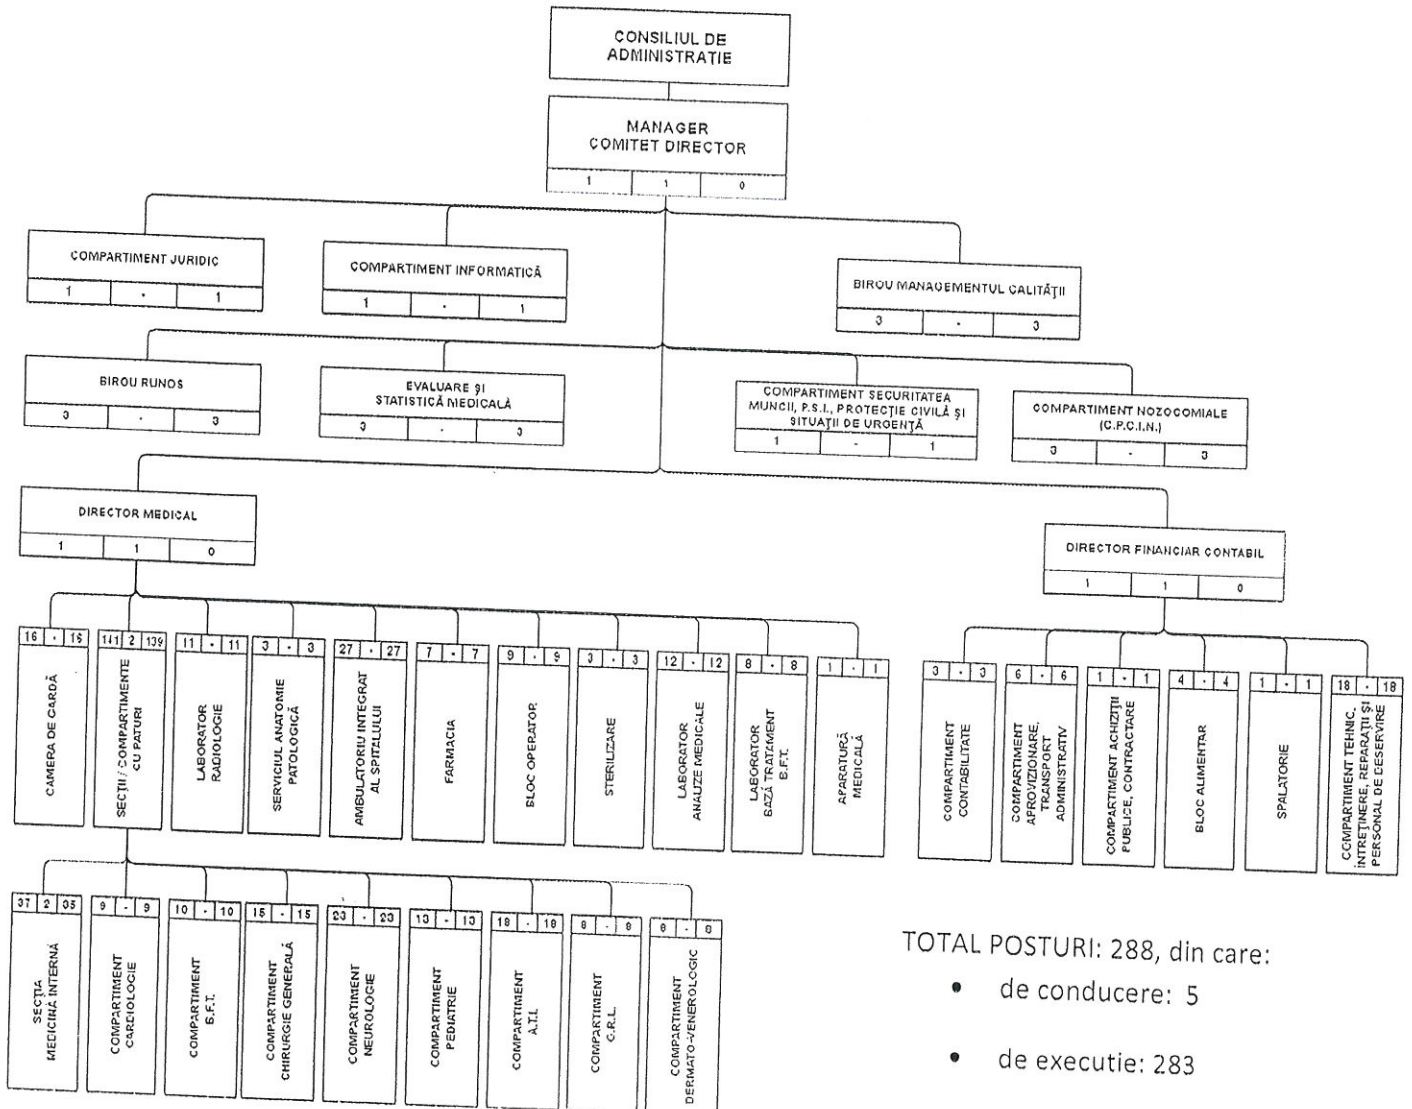 CONSILIUL DE
ADMINISTRAȚIE
MANAGER
COMITET DIRECTOR
1 1 0
COMPARTIMENT JURIDIC
1 - 1
COMPARTIMENT INFORMATICĂ
1 - 1
BIROU MANAGEMENTUL CALITĂȚII
3 - 3
BIROU RUNOS
3 - 3
EVALUARE ȘI
STATISTICĂ MEDICALĂ
3 - 3
COMPARTIMENT SECURITATEA
MUNCII, P.S.I., PROTECȚIE CIVILĂ ȘI
SITUAȚII DE URGENȚĂ
1 - 1
COMPARTIMENT NOZOCOMIALE
(C.P.C.I.N.)
3 - 3
DIRECTOR MEDICAL
1 1 0
DIRECTOR FINANCIAR CONTABIL
1 1 0
16 - 16
CAMERA DE GARDĂ
141 2 139
SECȚII / COMPARTIMENTE
CU PATURI
11 - 11
LABORATOR
RADIOLOGIE
3 - 3
SERVICIUL ANATOMIE
PATOLOGICĂ
27 - 27
AMBULATORIU INTEGRAT
AL SPITALULUI
7 - 7
FARMACIA
9 - 9
BLOC OPERATOR
3 - 3
STERILIZARE
12 - 12
LABORATOR
ANALIZE MEDICALE
8 - 8
LABORATOR
BAZĂ TRATAMENT
B.F.T.
1 - 1
APARATURĂ
MEDICALĂ
3 - 3
COMPARTIMENT
CONTABILITATE
6 - 6
COMPARTIMENT
APROVIZIONARE,
TRANSPORT
ADMINISTRATIV
1 - 1
COMPARTIMENT ACHIZIȚII
PUBLICE, CONTRACTARE
4 - 4
BLOC ALIMENTAR
1 - 1
SPALATORIE
18 - 18
COMPARTIMENT TEHNIC,
ÎNTREȚINERE, REPARAȚII ȘI
PERSONAL DE DESERVIRE
37 2 35
SECȚIA
MEDICINĂ INTERNĂ
9 - 9
COMPARTIMENT
CARDIOLOGIE
10 - 10
COMPARTIMENT
B.F.T.
15 - 15
COMPARTIMENT
CHIRURGIE GENERALĂ
23 - 23
COMPARTIMENT
NEUROLOGIE
13 - 13
COMPARTIMENT
PEDIATRIE
18 - 18
COMPARTIMENT
A.T.I.
8 - 8
COMPARTIMENT
O.R.L.
8 - 8
COMPARTIMENT
DERMATO-VENEROLOGIC
TOTAL POSTURI: 288, din care:
• de conducere: 5
• de executie: 283